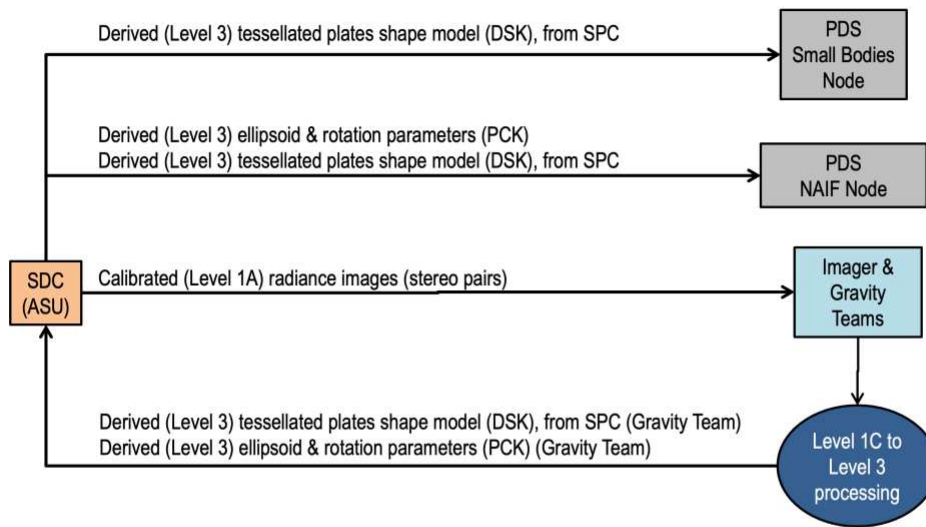 Derived (Level 3) tessellated plates shape model (DSK), from SPC
PDS
Small Bodies
Node
Derived (Level 3) ellipsoid & rotation parameters (PCK)
Derived (Level 3) tessellated plates shape model (DSK), from SPC
PDS
NAIF Node
SDC
(ASU)
Calibrated (Level 1A) radiance images (stereo pairs)
Imager &
Gravity
Teams
Derived (Level 3) tessellated plates shape model (DSK), from SPC (Gravity Team)
Derived (Level 3) ellipsoid & rotation parameters (PCK) (Gravity Team)
Level 1C to
Level 3
processing